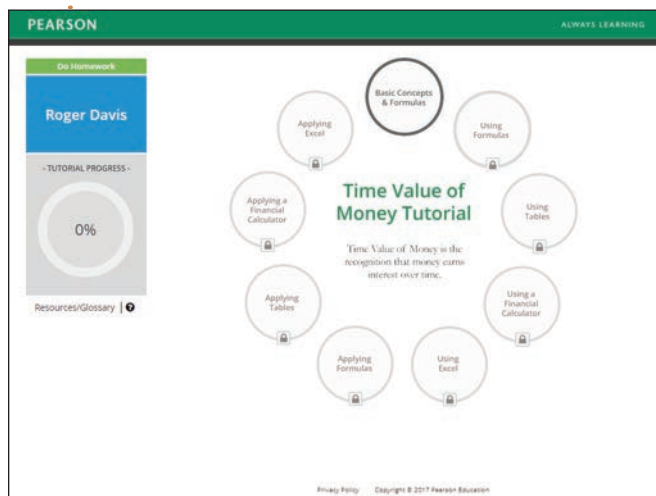 PEARSON
ALWAYS LEARNING
Do Homework
Roger Davis
- TUTORIAL PROGRESS -
0%
Resources/Glossary
Basic Concepts
& Formulas
Using
Formulas
Using
Tables
Using a
Financial
Calculator
Using
Excel
Applying
Formulas
Applying
Tables
Applying a
Financial
Calculator
Applying
Excel
Time Value of
Money Tutorial
Time Value of Money is the
recognition that money earns
interest over time.
Privacy Policy
Copyright © 2017 Pearson Education